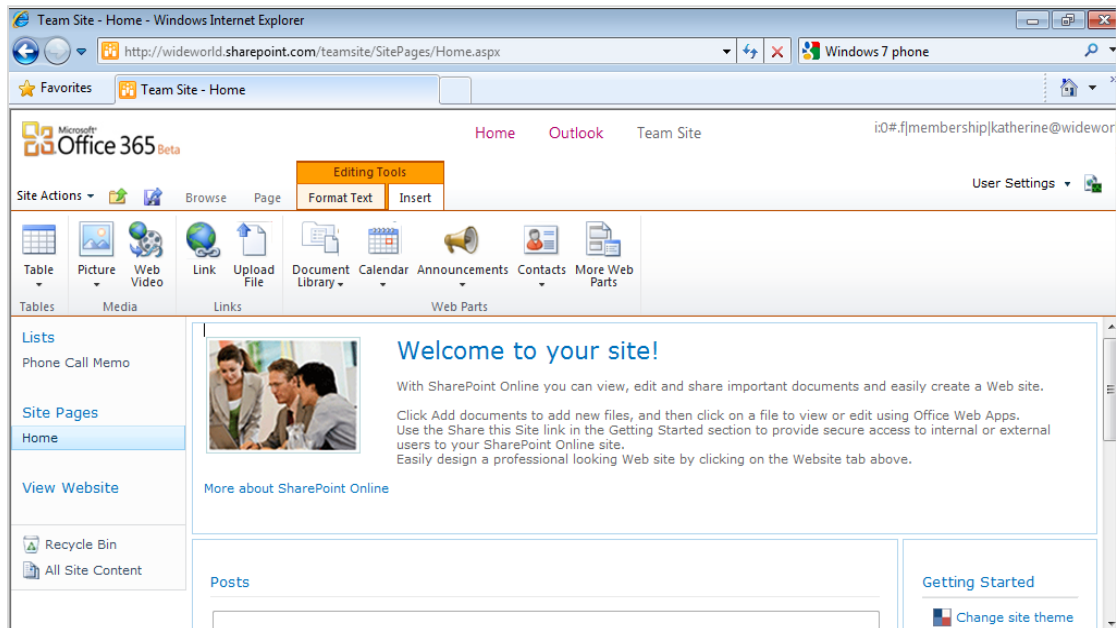 Team Site - Home - Windows Internet Explorer
http://wideworld.sharepoint.com/teamsite/SitePages/Home.aspx
Windows 7 phone
Favorites
Team Site - Home
Microsoft
Office 365 Beta
Home Outlook Team Site
i:0#.f|membership|katherine@widewor
Editing Tools
Site Actions
Browse Page Format Text Insert
User Settings
Table
Picture
Web Video
Link
Upload File
Document Library
Calendar
Announcements
Contacts
More Web Parts
Tables Media Links Web Parts
Lists
Phone Call Memo
Site Pages
Home
View Website
Recycle Bin
All Site Content
Welcome to your site!
With SharePoint Online you can view, edit and share important documents and easily create a Web site.
Click Add documents to add new files, and then click on a file to view or edit using Office Web Apps.
Use the Share this Site link in the Getting Started section to provide secure access to internal or external
users to your SharePoint Online site.
Easily design a professional looking Web site by clicking on the Website tab above.
More about SharePoint Online
Posts
Getting Started
Change site theme